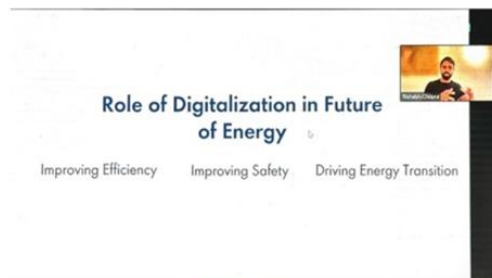 Role of Digitalization in Future
of Energy
Improving Efficiency Improving Safety Driving Energy Transition